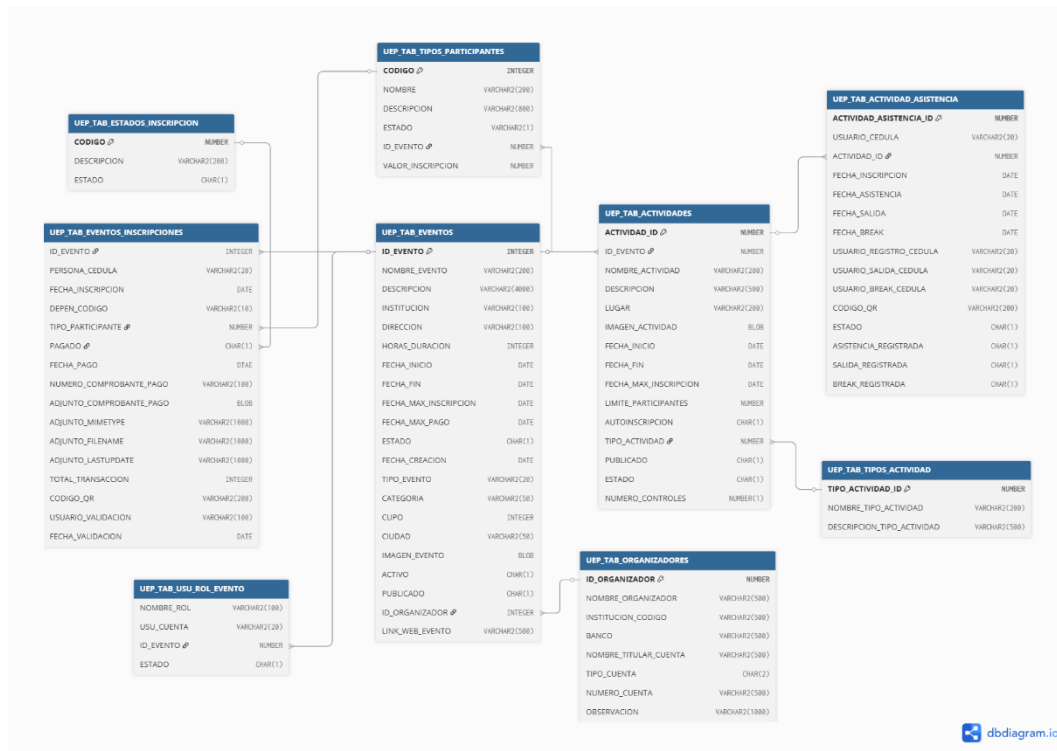 UEP_TAB_TIPOS_PARTICIPANTES
CODIGO INTEGER
NOMBRE VARCHAR2(200)
DESCRIPCION VARCHAR2(800)
ESTADO VARCHAR2(1)
ID_EVENTO NUMBER
VALOR_INSCRIPCION NUMBER
UEP_TAB_ESTADOS_INSCRIPCION
CODIGO NUMBER
DESCRIPCION VARCHAR2(200)
ESTADO CHAR(1)
UEP_TAB_ACTIVIDAD_ASISTENCIA
ACTIVIDAD_ASISTENCIA_ID NUMBER
USUARIO_CEDULA VARCHAR2(20)
ACTIVIDAD_ID NUMBER
FECHA_INSCRIPCION DATE
FECHA_ASISTENCIA DATE
FECHA_SALIDA DATE
FECHA_BREAK DATE
USUARIO_REGISTRO_CEDULA VARCHAR2(20)
USUARIO_SALIDA_CEDULA VARCHAR2(20)
USUARIO_BREAK_CEDULA VARCHAR2(20)
CODIGO_QR VARCHAR2(200)
ESTADO CHAR(1)
ASISTENCIA_REGISTRADA CHAR(1)
SALIDA_REGISTRADA CHAR(1)
BREAK_REGISTRADA CHAR(1)
UEP_TAB_EVENTOS_INSCRIPCIONES
ID_EVENTO INTEGER
PERSONA_CEDULA VARCHAR2(20)
FECHA_INSCRIPCION DATE
DEPEN_CODIGO VARCHAR2(10)
TIPO_PARTICIPANTE NUMBER
PAGADO CHAR(1)
FECHA_PAGO DTAE
NUMERO_COMPROBANTE_PAGO VARCHAR2(100)
ADJUNTO_COMPROBANTE_PAGO BLOB
ADJUNTO_MIMETYPE VARCHAR2(1000)
ADJUNTO_FILENAME VARCHAR2(1000)
ADJUNTO_LASTUPDATE VARCHAR2(1000)
TOTAL_TRANSACCION INTEGER
CODIGO_QR VARCHAR2(200)
USUARIO_VALIDACION VARCHAR2(100)
FECHA_VALIDACION DATE
UEP_TAB_EVENTOS
ID_EVENTO INTEGER
NOMBRE_EVENTO VARCHAR2(200)
DESCRIPCION VARCHAR2(4000)
INSTITUCION VARCHAR2(100)
DIRECCION VARCHAR2(100)
HORAS_DURACION INTEGER
FECHA_INICIO DATE
FECHA_FIN DATE
FECHA_MAX_INSCRIPCION DATE
FECHA_MAX_PAGO DATE
ESTADO CHAR(1)
FECHA_CREACION DATE
TIPO_EVENTO VARCHAR2(20)
CATEGORIA VARCHAR2(50)
CUPO INTEGER
CIUDAD VARCHAR2(50)
IMAGEN_EVENTO BLOB
ACTIVO CHAR(1)
PUBLICADO CHAR(1)
ID_ORGANIZADOR INTEGER
LINK_WEB_EVENTO VARCHAR2(500)
UEP_TAB_ACTIVIDADES
ACTIVIDAD_ID NUMBER
ID_EVENTO NUMBER
NOMBRE_ACTIVIDAD VARCHAR2(200)
DESCRIPCION VARCHAR2(500)
LUGAR VARCHAR2(200)
IMAGEN_ACTIVIDAD BLOB
FECHA_INICIO DATE
FECHA_FIN DATE
FECHA_MAX_INSCRIPCION DATE
LIMITE_PARTICIPANTES NUMBER
AUTOINSCRIPCION CHAR(1)
TIPO_ACTIVIDAD NUMBER
PUBLICADO CHAR(1)
ESTADO CHAR(1)
NUMERO_CONTROLES NUMBER(1)
UEP_TAB_TIPOS_ACTIVIDAD
TIPO_ACTIVIDAD_ID NUMBER
NOMBRE_TIPO_ACTIVIDAD VARCHAR2(200)
DESCRIPCION_TIPO_ACTIVIDAD VARCHAR2(500)
UEP_TAB_USU_ROL_EVENTO
NOMBRE_ROL VARCHAR2(100)
USU_CUENTA VARCHAR2(20)
ID_EVENTO NUMBER
ESTADO CHAR(1)
UEP_TAB_ORGANIZADORES
ID_ORGANIZADOR NUMBER
NOMBRE_ORGANIZADOR VARCHAR2(500)
INSTITUCION_CODIGO VARCHAR2(500)
BANCO VARCHAR2(500)
NOMBRE_TITULAR_CUENTA VARCHAR2(500)
TIPO_CUENTA CHAR(2)
NUMERO_CUENTA VARCHAR2(500)
OBSERVACION VARCHAR2(1000)
dbdiagram.io